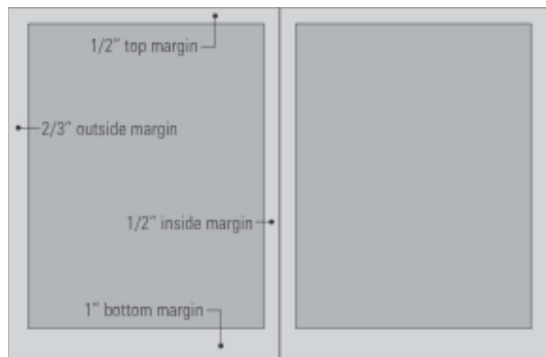 1/2" top margin
2/3" outside margin
1/2" inside margin
1" bottom margin